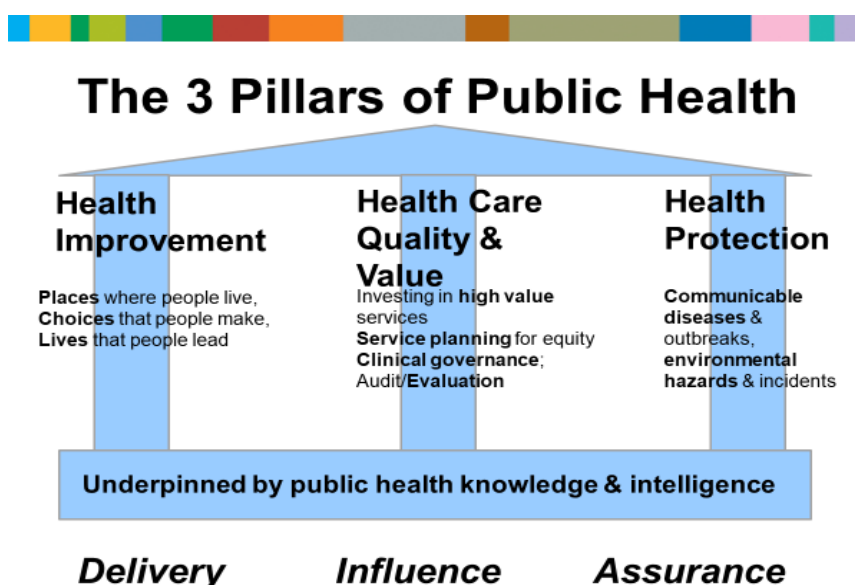 The 3 Pillars of Public Health
Health
Improvement
Places where people live,
Choices that people make,
Lives that people lead
Health Care
Quality &
Value
Investing in high value
services
Service planning for equity
Clinical governance;
Audit/Evaluation
Health
Protection
Communicable
diseases &
outbreaks,
environmental
hazards & incidents
Underpinned by public health knowledge & intelligence
Delivery
Influence
Assurance